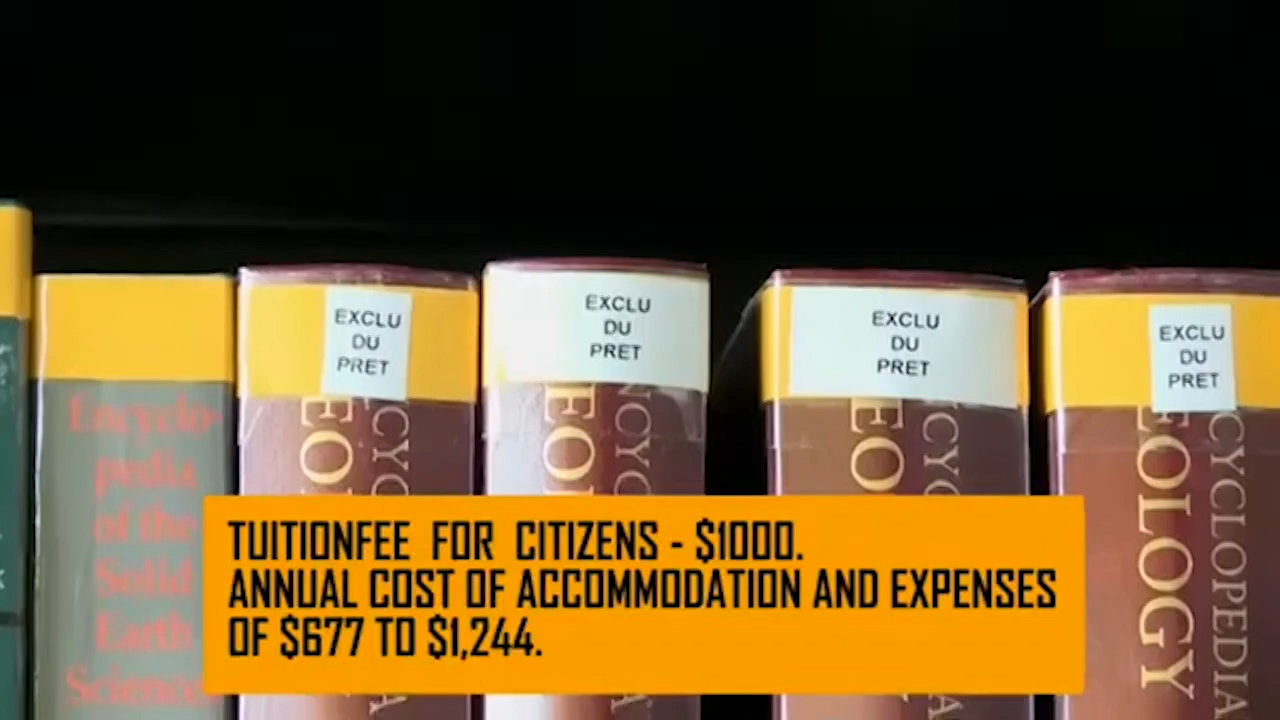 EXCLU
DU
PRET
EXCLU
DU
PRET
EXCLU
DU
PRET
EXCLU
DU
PRET
Encyclo-
pedia
of the
Solid
Earth
Science
EOLOGY
CYCLOPEDIA
TUITIONFEE FOR CITIZENS - $1000.
ANNUAL COST OF ACCOMMODATION AND EXPENSES
OF $677 TO $1,244.